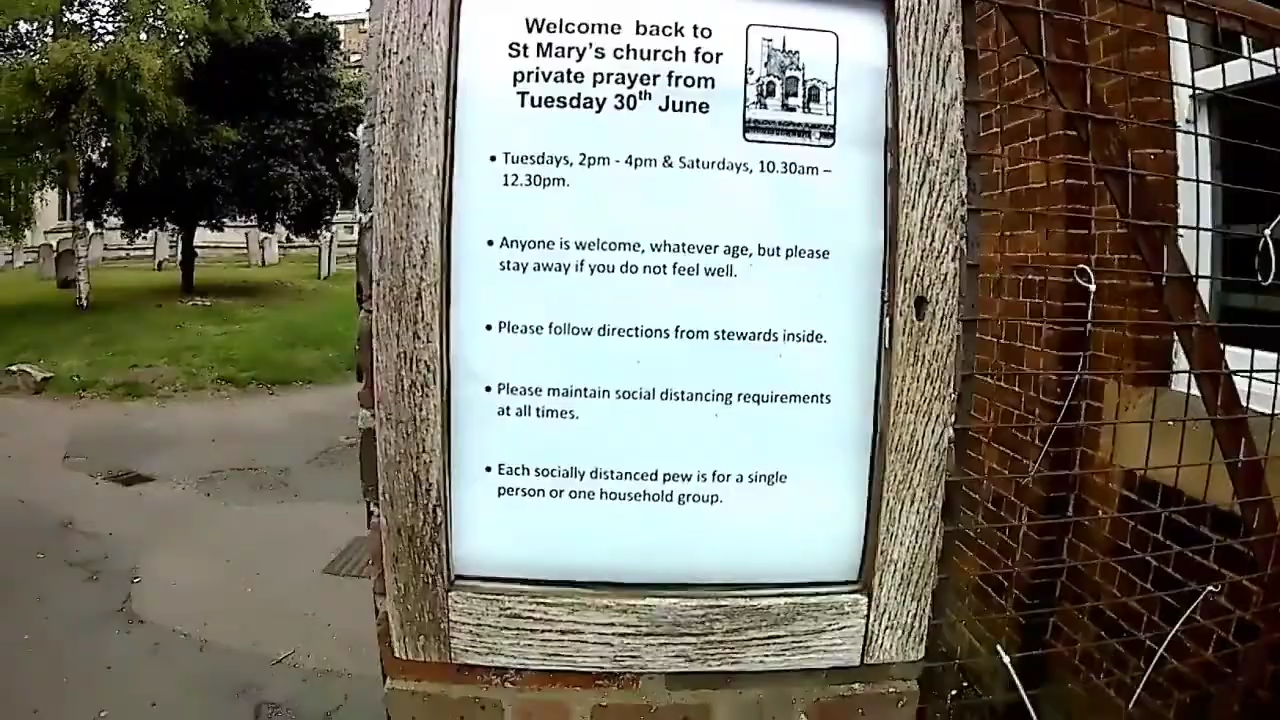 Welcome back to
St Mary's church for
private prayer from
Tuesday 30th June
• Tuesdays, 2pm - 4pm & Saturdays, 10.30am –
12.30pm.
• Anyone is welcome, whatever age, but please
stay away if you do not feel well.
• Please follow directions from stewards inside.
• Please maintain social distancing requirements
at all times.
• Each socially distanced pew is for a single
person or one household group.